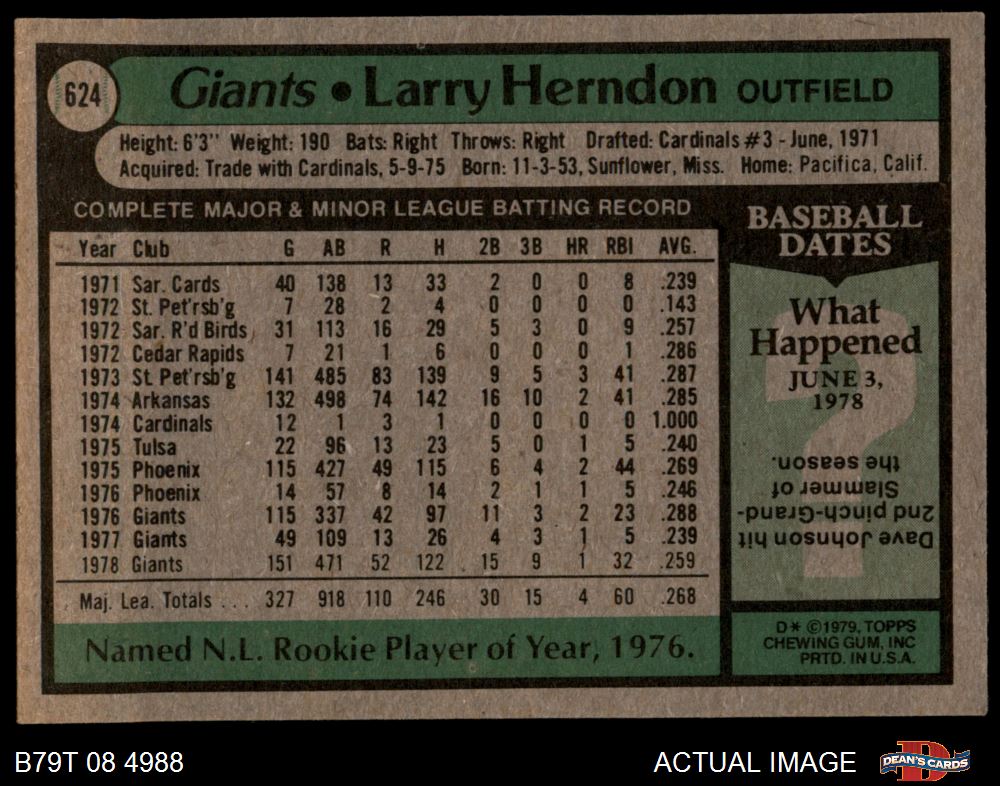 624
Giants • Larry Herndon OUTFIELD
Height: 6'3" Weight: 190 Bats: Right Throws: Right Drafted: Cardinals #3 - June, 1971
Acquired: Trade with Cardinals, 5-9-75 Born: 11-3-53, Sunflower, Miss. Home: Pacifica, Calif.
COMPLETE MAJOR & MINOR LEAGUE BATTING RECORD
Year Club G AB R H 2B 3B HR RBI AVG.
1971 Sar. Cards 40 138 13 33 2 0 0 8 .239
1972 St. Pet'rsb'g 7 28 2 4 0 0 0 0 .143
1972 Sar. R'd Birds 31 113 16 29 5 3 0 9 .257
1972 Cedar Rapids 7 21 1 6 0 0 0 1 .286
1973 St. Pet'rsb'g 141 485 83 139 9 5 3 41 .287
1974 Arkansas 132 498 74 142 16 10 2 41 .285
1974 Cardinals 12 1 3 1 0 0 0 0 1.000
1975 Tulsa 22 96 13 23 5 0 1 5 .240
1975 Phoenix 115 427 49 115 6 4 2 44 .269
1976 Phoenix 14 57 8 14 2 1 1 5 .246
1976 Giants 115 337 42 97 11 3 2 23 .288
1977 Giants 49 109 13 26 4 3 1 5 .239
1978 Giants 151 471 52 122 15 9 1 32 .259
Maj. Lea. Totals ... 327 918 110 246 30 15 4 60 .268
Named N.L. Rookie Player of Year, 1976.
BASEBALL
DATES
What
Happened
JUNE 3,
1978
Dave Johnson hit
2nd pinch-Grand-
Slammer of
the season.
D* ©1979, TOPPS
CHEWING GUM, INC
PRTD. IN U.S.A.
B79T 08 4988
ACTUAL IMAGE
D
DEAN'S CARDS